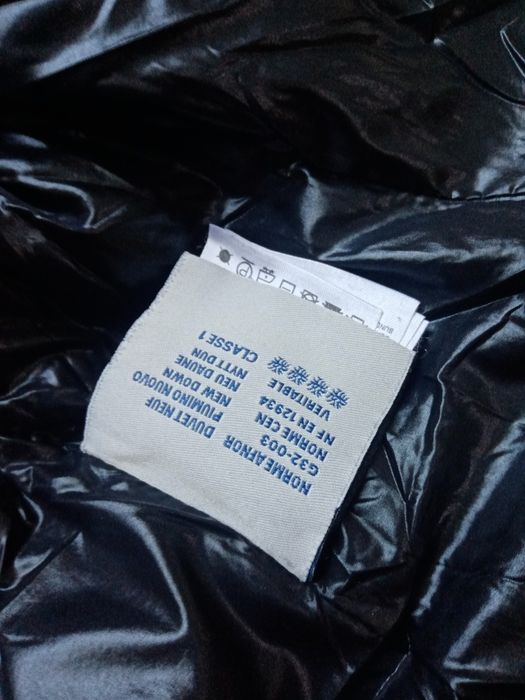 NORME AFNOR
G32-003
NORME CEN
NF EN 12934
VERITABLE
DUVET NEUF
PIUMINO NUOVO
NEW DOWN
NEU DAUNE
NYTT DUN
CLASSE 1